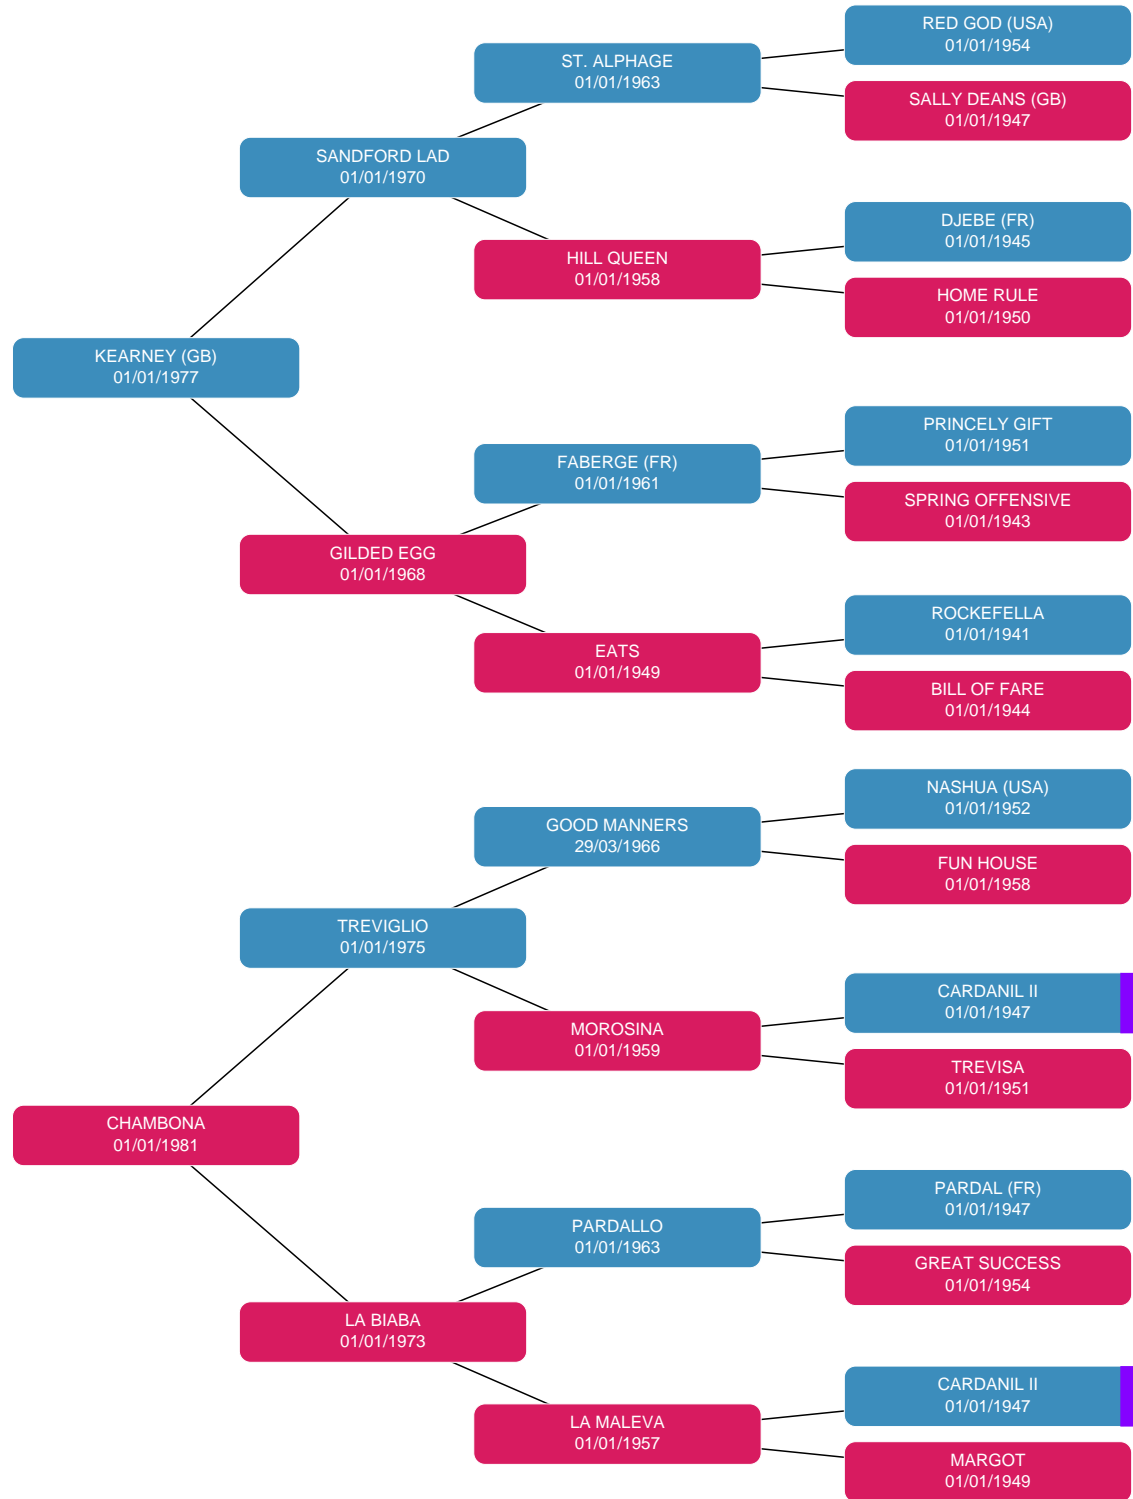 RED GOD (USA)
01/01/1954
ST. ALPHAGE
01/01/1963
SALLY DEANS (GB)
01/01/1947
SANDFORD LAD
01/01/1970
DJEBE (FR)
01/01/1945
HILL QUEEN
01/01/1958
HOME RULE
01/01/1950
KEARNEY (GB)
01/01/1977
PRINCELY GIFT
01/01/1951
FABERGE (FR)
01/01/1961
SPRING OFFENSIVE
01/01/1943
GILDED EGG
01/01/1968
ROCKEFELLA
01/01/1941
EATS
01/01/1949
BILL OF FARE
01/01/1944
NASHUA (USA)
01/01/1952
GOOD MANNERS
29/03/1966
FUN HOUSE
01/01/1958
TREVIGLIO
01/01/1975
CARDANIL II
01/01/1947
MOROSINA
01/01/1959
TREVISA
01/01/1951
CHAMBONA
01/01/1981
PARDAL (FR)
01/01/1947
PARDALLO
01/01/1963
GREAT SUCCESS
01/01/1954
LA BIABA
01/01/1973
CARDANIL II
01/01/1947
LA MALEVA
01/01/1957
MARGOT
01/01/1949